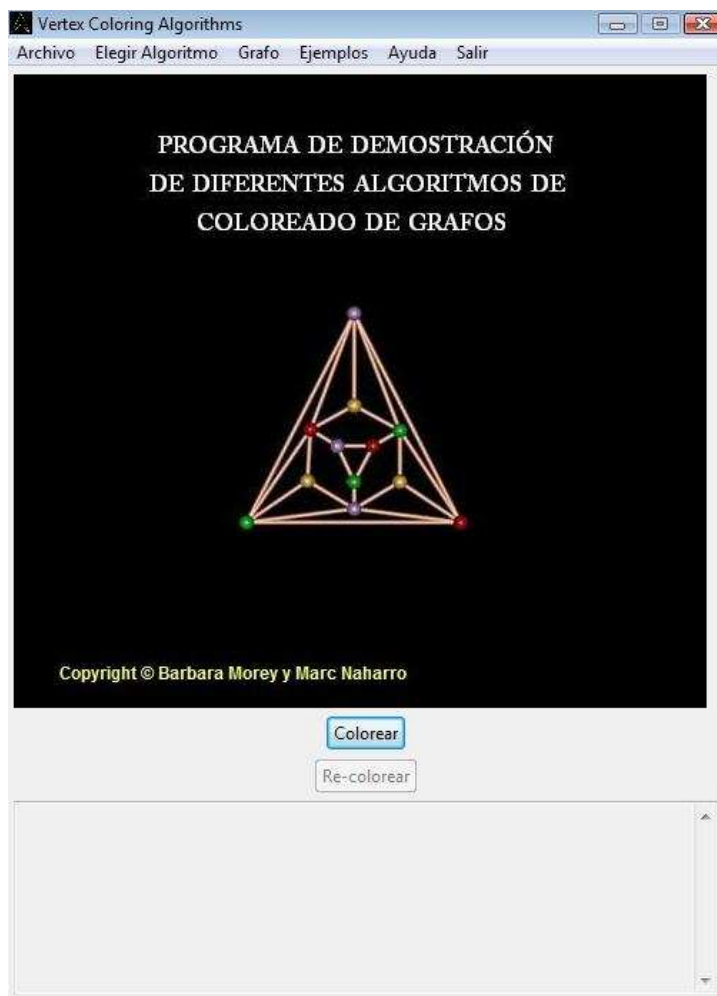 Vertex Coloring Algorithms
Archivo Elegir Algoritmo Grafo Ejemplos Ayuda Salir
PROGRAMA DE DEMOSTRACIÓN
DE DIFERENTES ALGORITMOS DE
COLOREADO DE GRAFOS
Copyright © Barbara Morey y Marc Naharro
Colorear
Re-colorear